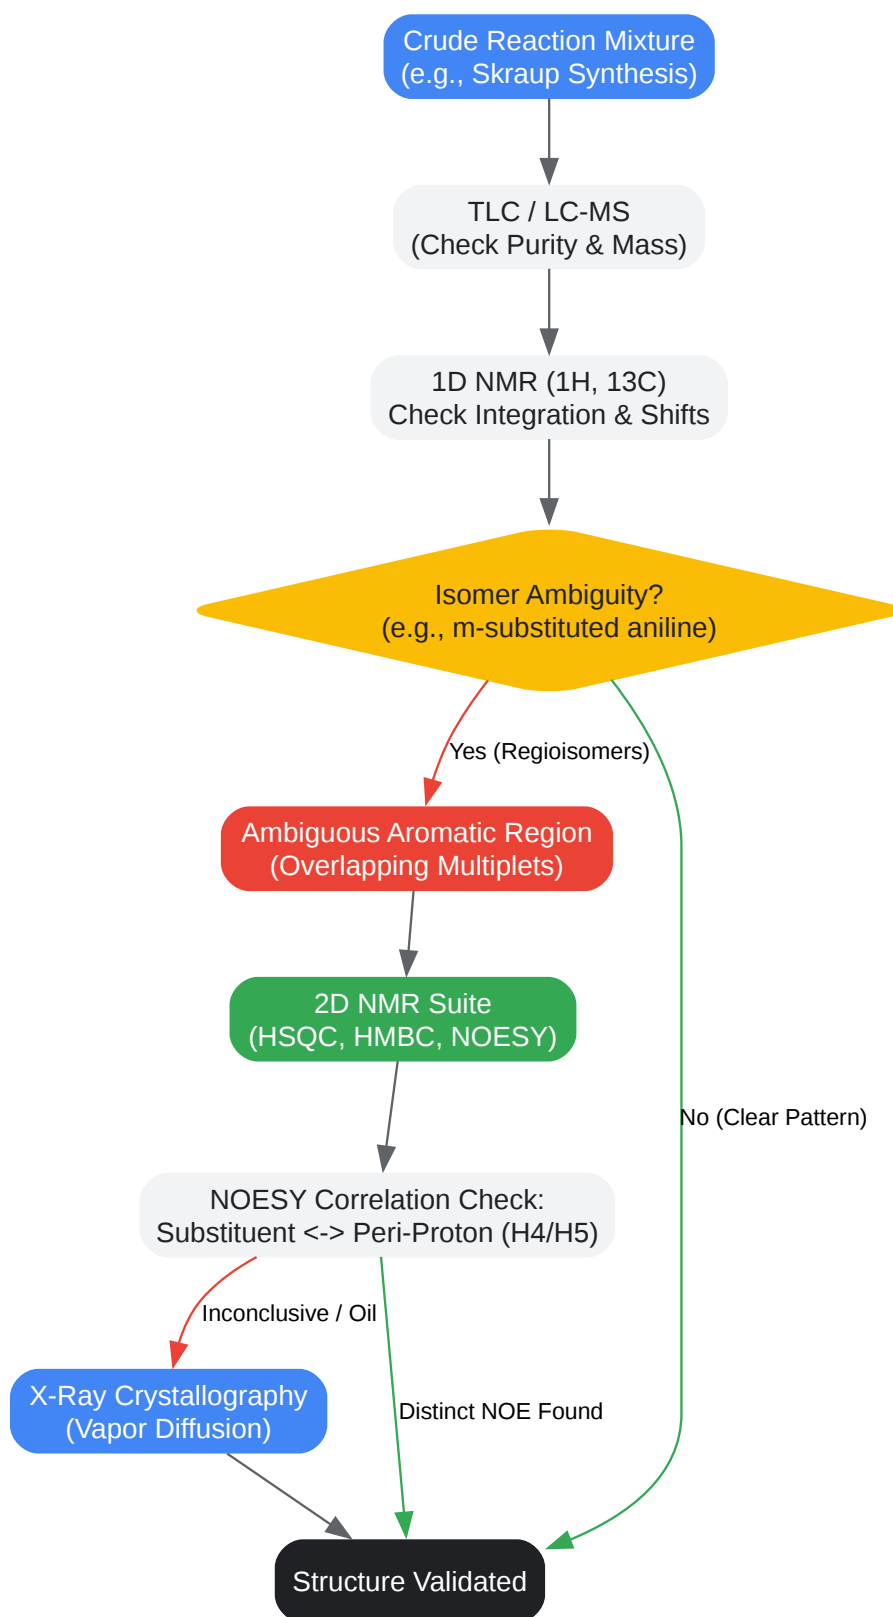 Crude Reaction Mixture
(e.g., Skraup Synthesis)
TLC / LC-MS
(Check Purity & Mass)
1D NMR (1H, 13C)
Check Integration & Shifts
Isomer Ambiguity?
(e.g., m-substituted aniline)
Yes (Regioisomers)
Ambiguous Aromatic Region
(Overlapping Multiplets)
2D NMR Suite
(HSQC, HMBC, NOESY)
No (Clear Pattern)
NOESY Correlation Check:
Substituent <-> Peri-Proton (H4/H5)
Inconclusive / Oil
X-Ray Crystallography
(Vapor Diffusion)
Distinct NOE Found
Structure Validated